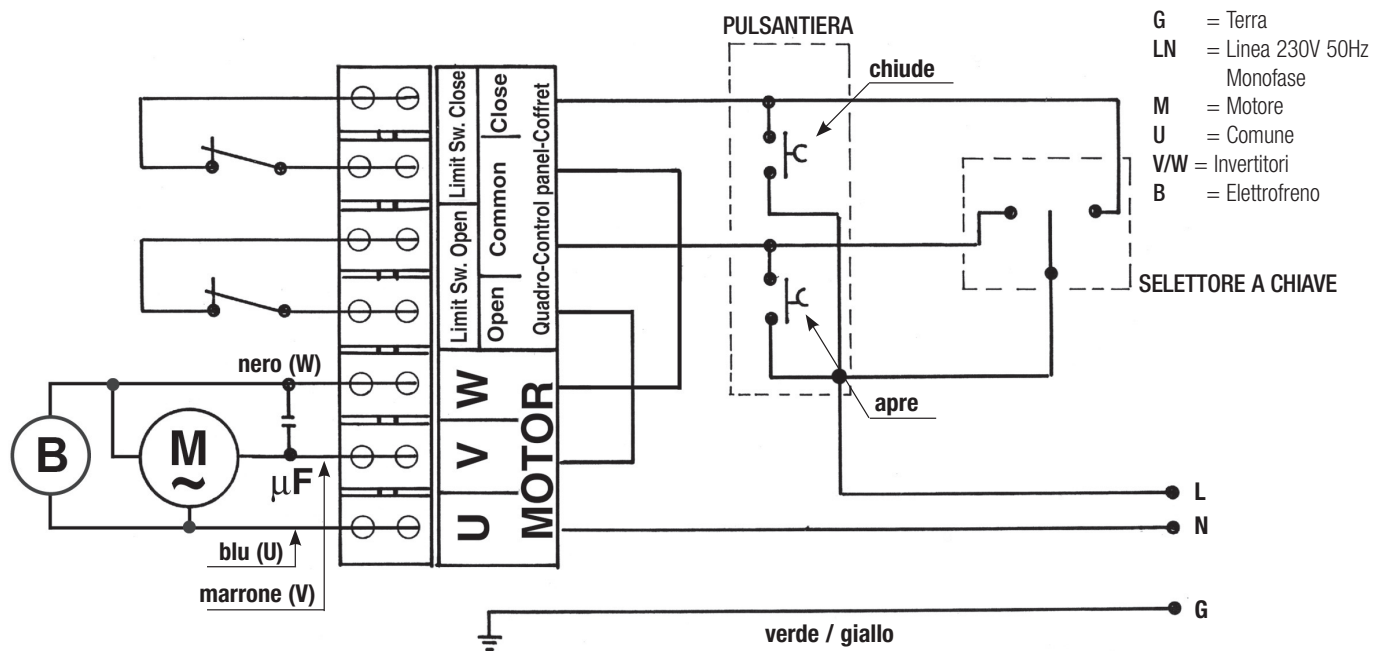 PULSANTIERA
chiude
G = Terra
LN = Linea 230V 50Hz
Monofase
M = Motore
U = Comune
V/W = Invertitori
B = Elettrofreno
Limit Sw. Close
Close
Limit Sw. Open
Common
Open
Quadro-Control panel-Coffret
SELETTORE A CHIAVE
nero (W)
W
apre
B
M
~
µF
V
MOTOR
L
U
N
blu (U)
marrone (V)
G
verde / giallo